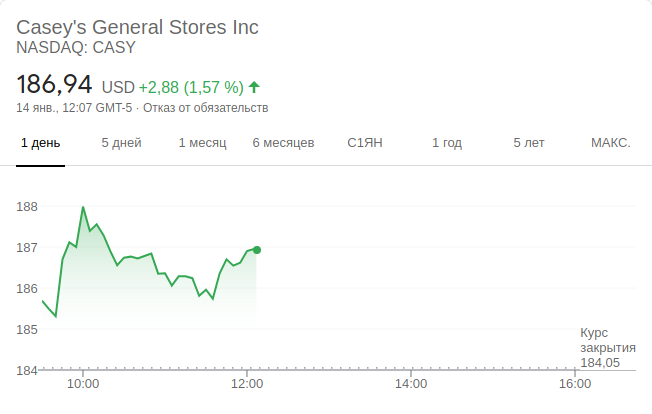 Casey's General Stores Inc
NASDAQ: CASY
186,94 USD +2,88 (1,57 %)
14 янв., 12:07 GMT-5 · Отказ от обязательств
1 день 5 дней 1 месяц 6 месяцев С1ЯН 1 год 5 лет МАКС.
188
187
186
185
Курс
закрытия
184,05
184
10:00 12:00 14:00 16:00